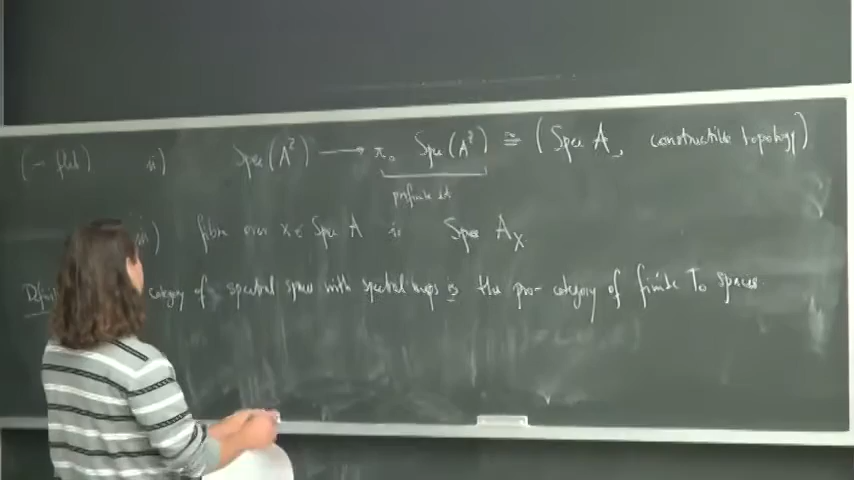 (– flat) ii) Spec(A^Z) ⟶ π₀ Spec(A^Z) ≅ (Spec A, constructible topology)
profinite set
iii) fibre over x ∈ Spec A is Spec A_x.
category of spectral spaces with spectral maps is the pro-category of finite T₀ spaces.